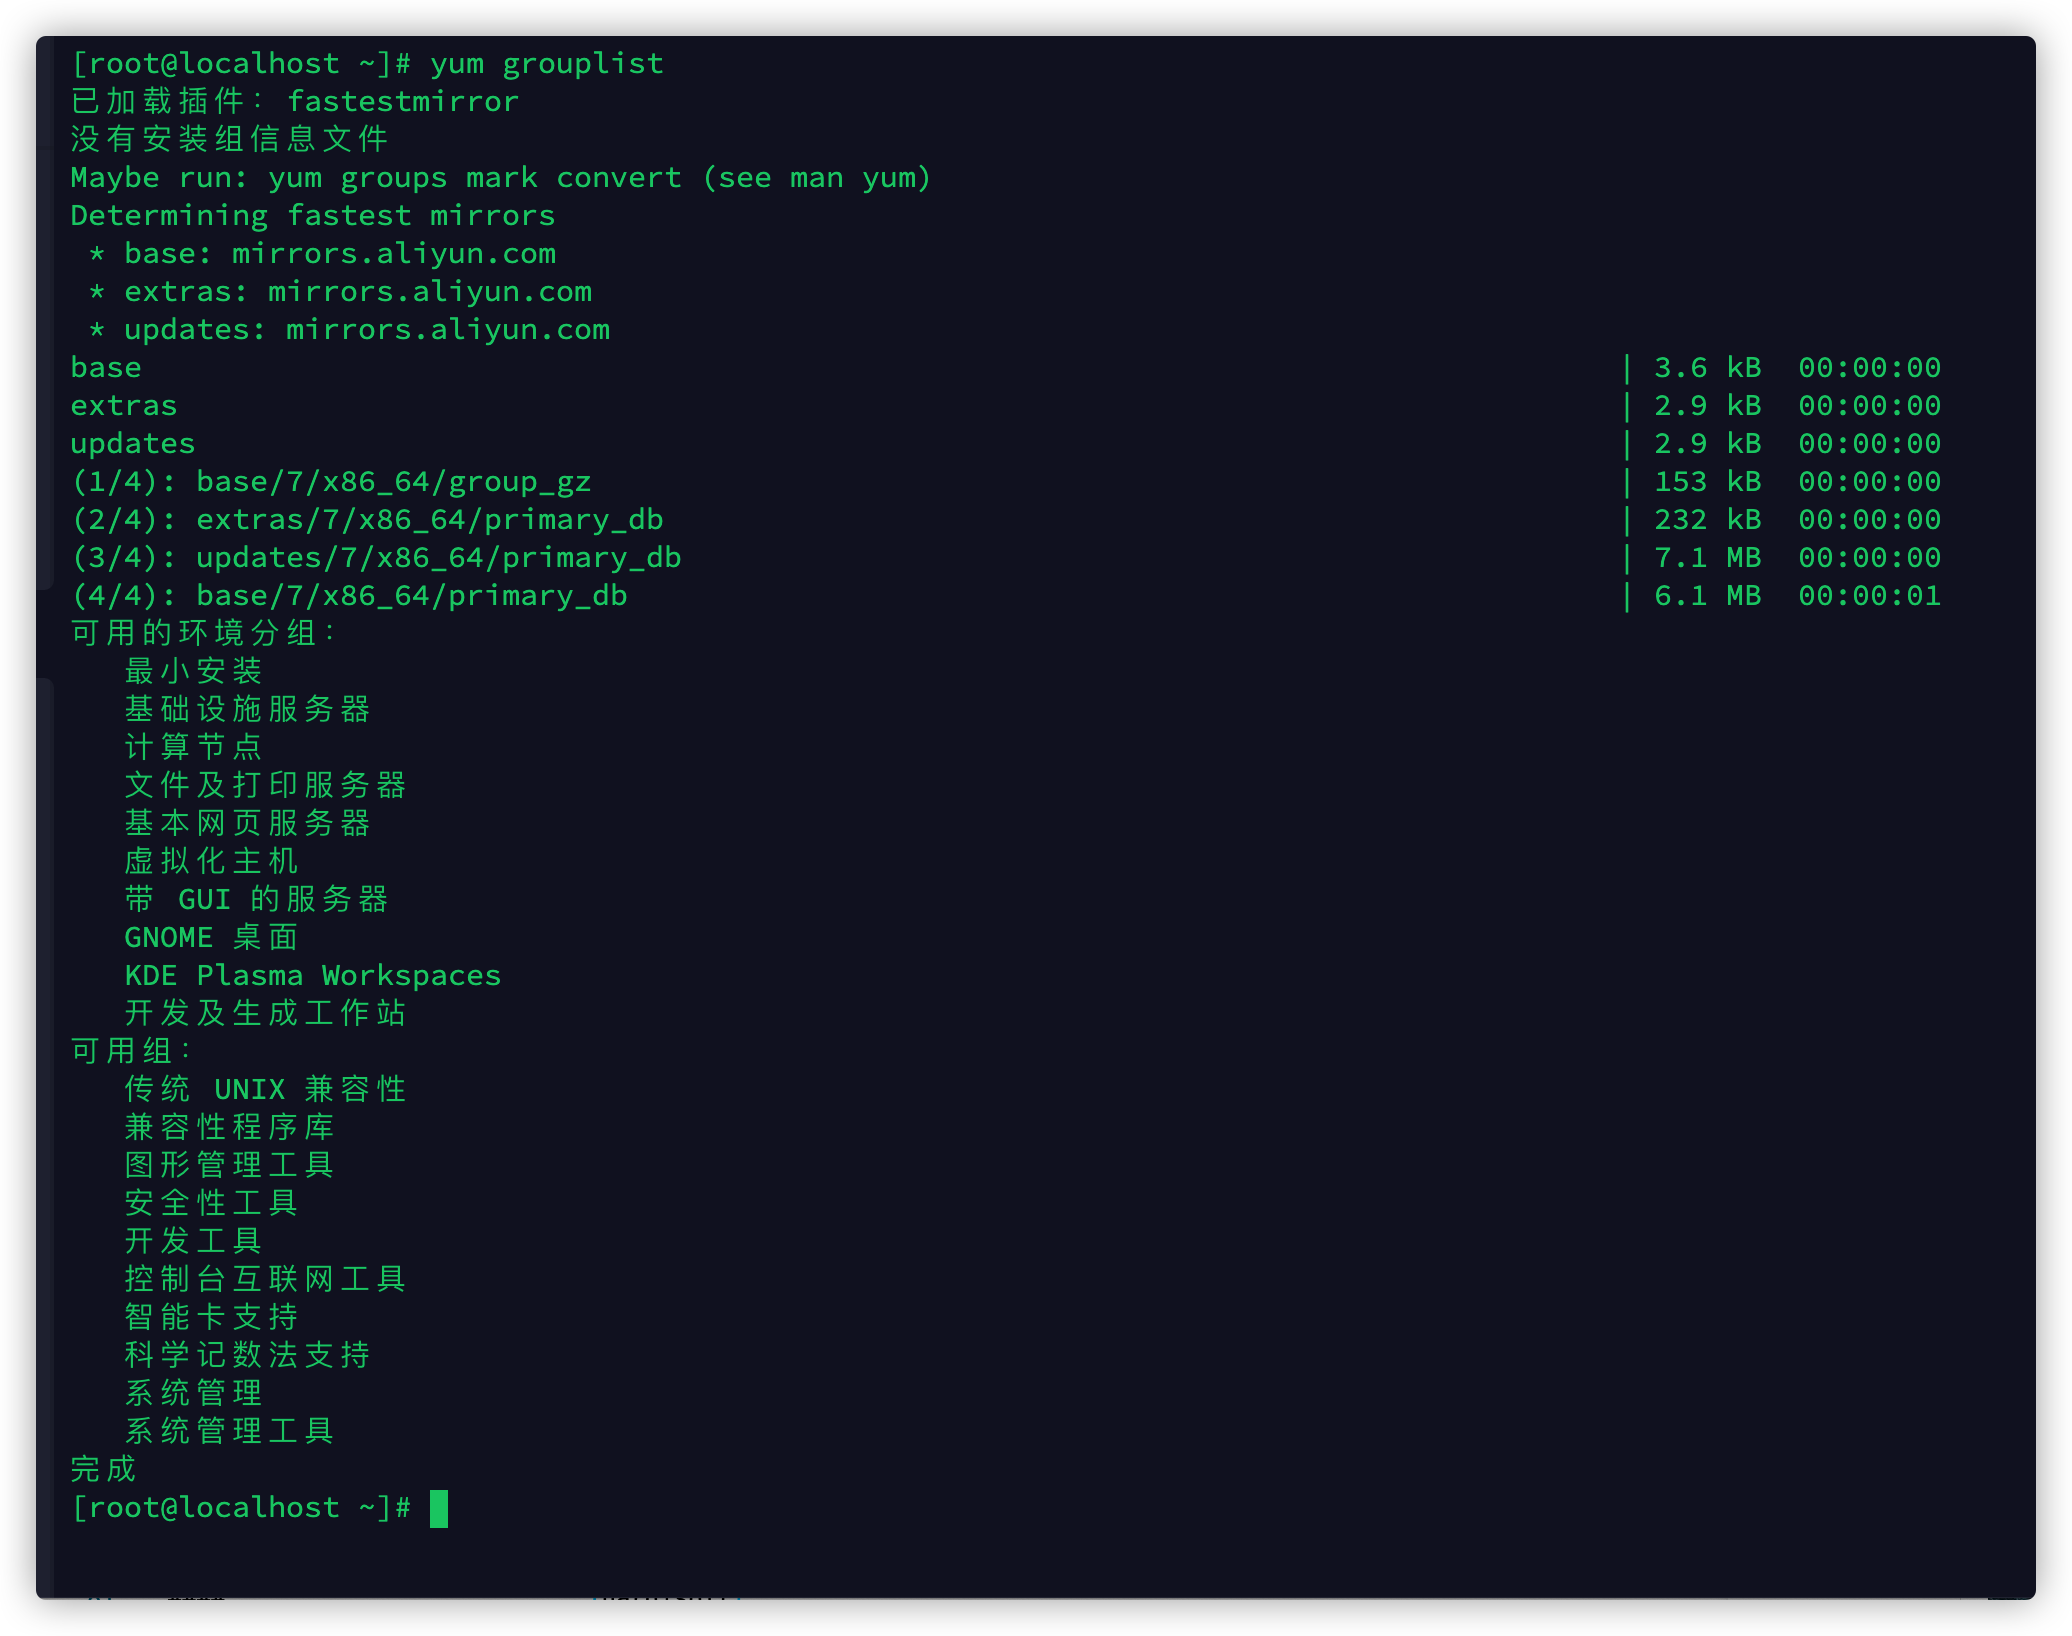 [root@localhost ~]# yum grouplist
已加载插件：fastestmirror
没有安装组信息文件
Maybe run: yum groups mark convert (see man yum)
Determining fastest mirrors
 * base: mirrors.aliyun.com
 * extras: mirrors.aliyun.com
 * updates: mirrors.aliyun.com
base | 3.6 kB  00:00:00
extras | 2.9 kB  00:00:00
updates | 2.9 kB  00:00:00
(1/4): base/7/x86_64/group_gz | 153 kB  00:00:00
(2/4): extras/7/x86_64/primary_db | 232 kB  00:00:00
(3/4): updates/7/x86_64/primary_db | 7.1 MB  00:00:00
(4/4): base/7/x86_64/primary_db | 6.1 MB  00:00:01
可用的环境分组：
   最小安装
   基础设施服务器
   计算节点
   文件及打印服务器
   基本网页服务器
   虚拟化主机
   带 GUI 的服务器
   GNOME 桌面
   KDE Plasma Workspaces
   开发及生成工作站
可用组：
   传统 UNIX 兼容性
   兼容性程序库
   图形管理工具
   安全性工具
   开发工具
   控制台互联网工具
   智能卡支持
   科学记数法支持
   系统管理
   系统管理工具
完成
[root@localhost ~]#